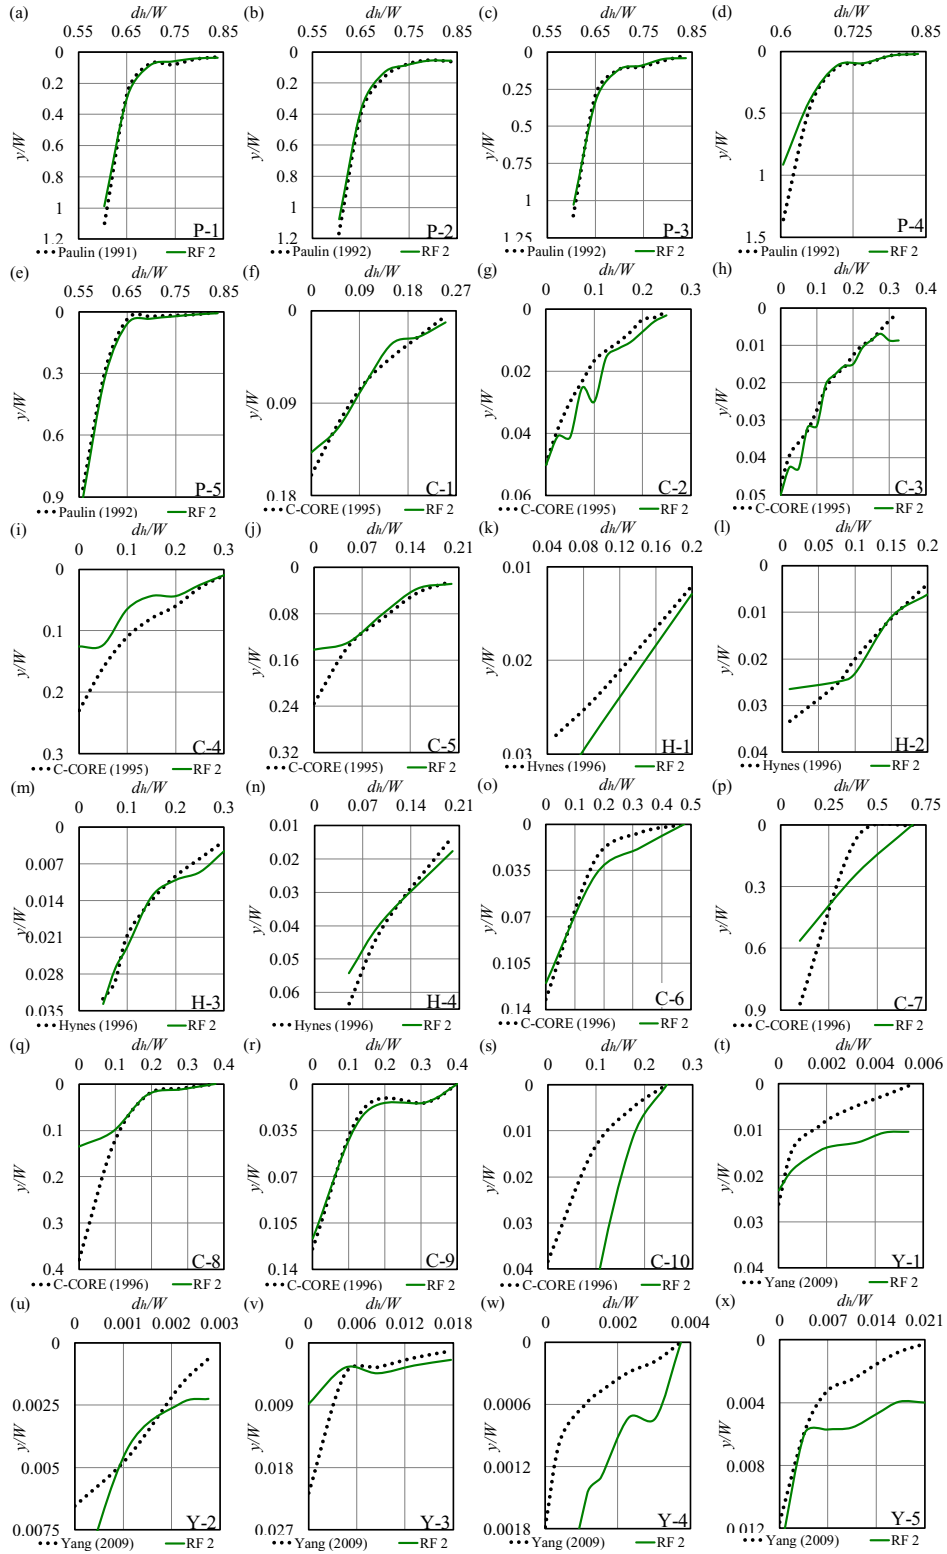 (a) dh/W (b) dh/W (c) dh/W (d) dh/W
0.55 0.65 0.75 0.85 0.55 0.65 0.75 0.85 0.55 0.65 0.75 0.85 0.6 0.725 0.85
0 0 0 0
0.2 0.2 0.25 0.5
0.4 0.4 0.5 1
0.6 0.6 0.75 1.5
0.8 0.8 1
1 1 1.25
1.2 1.2
y/W y/W y/W y/W
P-1 P-2 P-3 P-4
Paulin (1991) RF 2 Paulin (1992) RF 2 Paulin (1992) RF 2 Paulin (1992) RF 2
(e) dh/W (f) dh/W (g) dh/W (h) dh/W
0.55 0.65 0.75 0.85 0 0.09 0.18 0.27 0 0.1 0.2 0.3 0 0.1 0.2 0.3 0.4
0 0 0 0
0.3 0.09 0.02 0.01
0.6 0.18 0.04 0.02
0.9 0.06 0.03
0.04
0.05
y/W y/W y/W y/W
P-5 C-1 C-2 C-3
Paulin (1992) RF 2 C-CORE (1995) RF 2 C-CORE (1995) RF 2 C-CORE (1995) RF 2
(i) dh/W (j) dh/W (k) dh/W (l) dh/W
0 0.1 0.2 0.3 0 0.07 0.14 0.21 0.04 0.08 0.12 0.16 0.2 0 0.05 0.1 0.15 0.2
0 0 0.01 0
0.1 0.08 0.02 0.01
0.2 0.16 0.03 0.02
0.3 0.24 0.03
0.32 0.04
y/W y/W y/W y/W
C-4 C-5 H-1 H-2
C-CORE (1995) RF 2 C-CORE (1995) RF 2 Hynes (1996) RF 2 Hynes (1996) RF 2
(m) dh/W (n) dh/W (o) dh/W (p) dh/W
0 0.1 0.2 0.3 0 0.07 0.14 0.21 0 0.1 0.2 0.3 0.4 0.5 0 0.25 0.5 0.75
0 0.01 0 0
0.007 0.02 0.035 0.3
0.014 0.03 0.07 0.6
0.021 0.04 0.105 0.9
0.028 0.05 0.14
0.035 0.06
y/W y/W y/W y/W
H-3 H-4 C-6 C-7
Hynes (1996) RF 2 Hynes (1996) RF 2 C-CORE (1996) RF 2 C-CORE (1996) RF 2
(q) dh/W (r) dh/W (s) dh/W (t) dh/W
0 0.1 0.2 0.3 0.4 0 0.1 0.2 0.3 0.4 0 0.1 0.2 0.3 0 0.002 0.004 0.006
0 0 0 0
0.1 0.035 0.01 0.01
0.2 0.07 0.02 0.02
0.3 0.105 0.03 0.03
0.4 0.14 0.04 0.04
y/W y/W y/W y/W
C-8 C-9 C-10 Y-1
C-CORE (1996) RF 2 C-CORE (1996) RF 2 C-CORE (1996) RF 2 Yang (2009) RF 2
(u) dh/W (v) dh/W (w) dh/W (x) dh/W
0 0.001 0.002 0.003 0 0.006 0.012 0.018 0 0.002 0.004 0 0.007 0.014 0.021
0 0 0 0
0.0025 0.009 0.0006 0.004
0.005 0.018 0.0012 0.008
0.0075 0.027 0.0018 0.012
y/W y/W y/W y/W
Y-2 Y-3 Y-4 Y-5
Yang (2009) RF 2 Yang (2009) RF 2 Yang (2009) RF 2 Yang (2009) RF 2